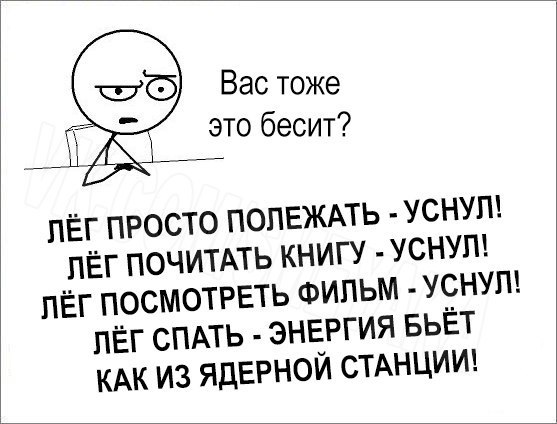 Вас тоже
это бесит?
ЛЁГ ПРОСТО ПОЛЕЖАТЬ - УСНУЛ!
ЛЁГ ПОЧИТАТЬ КНИГУ - УСНУЛ!
ЛЁГ ПОСМОТРЕТЬ ФИЛЬМ - УСНУЛ!
ЛЁГ СПАТЬ - ЭНЕРГИЯ БЬЁТ
КАК ИЗ ЯДЕРНОЙ СТАНЦИИ!